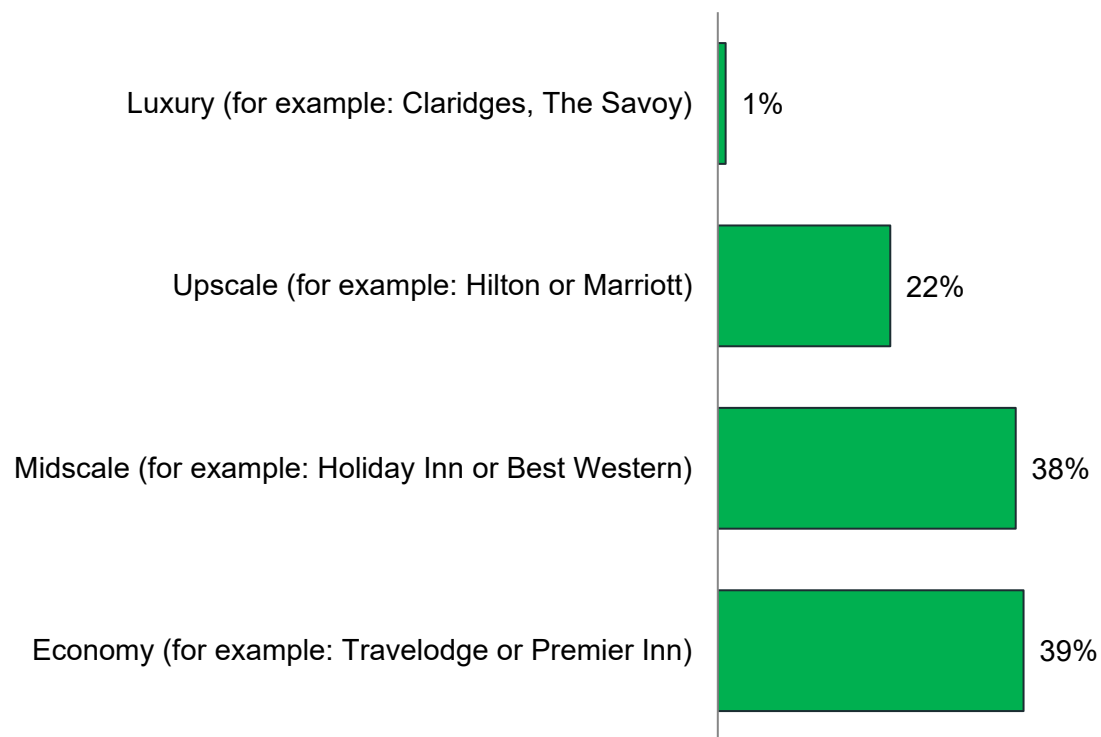 Luxury (for example: Claridges, The Savoy) 1%
Upscale (for example: Hilton or Marriott) 22%
Midscale (for example: Holiday Inn or Best Western) 38%
Economy (for example: Travelodge or Premier Inn) 39%